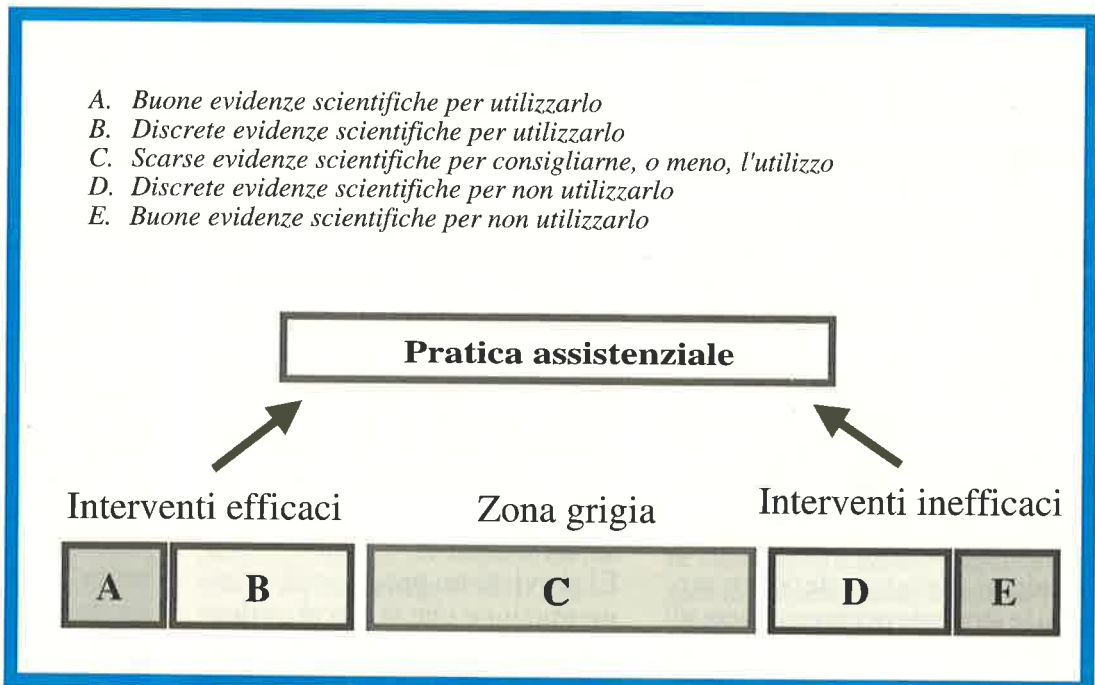 A. Buone evidenze scientifiche per utilizzarlo
B. Discrete evidenze scientifiche per utilizzarlo
C. Scarse evidenze scientifiche per consigliarne, o meno, l'utilizzo
D. Discrete evidenze scientifiche per non utilizzarlo
E. Buone evidenze scientifiche per non utilizzarlo
Pratica assistenziale
Interventi efficaci Zona grigia Interventi inefficaci
A B C D E